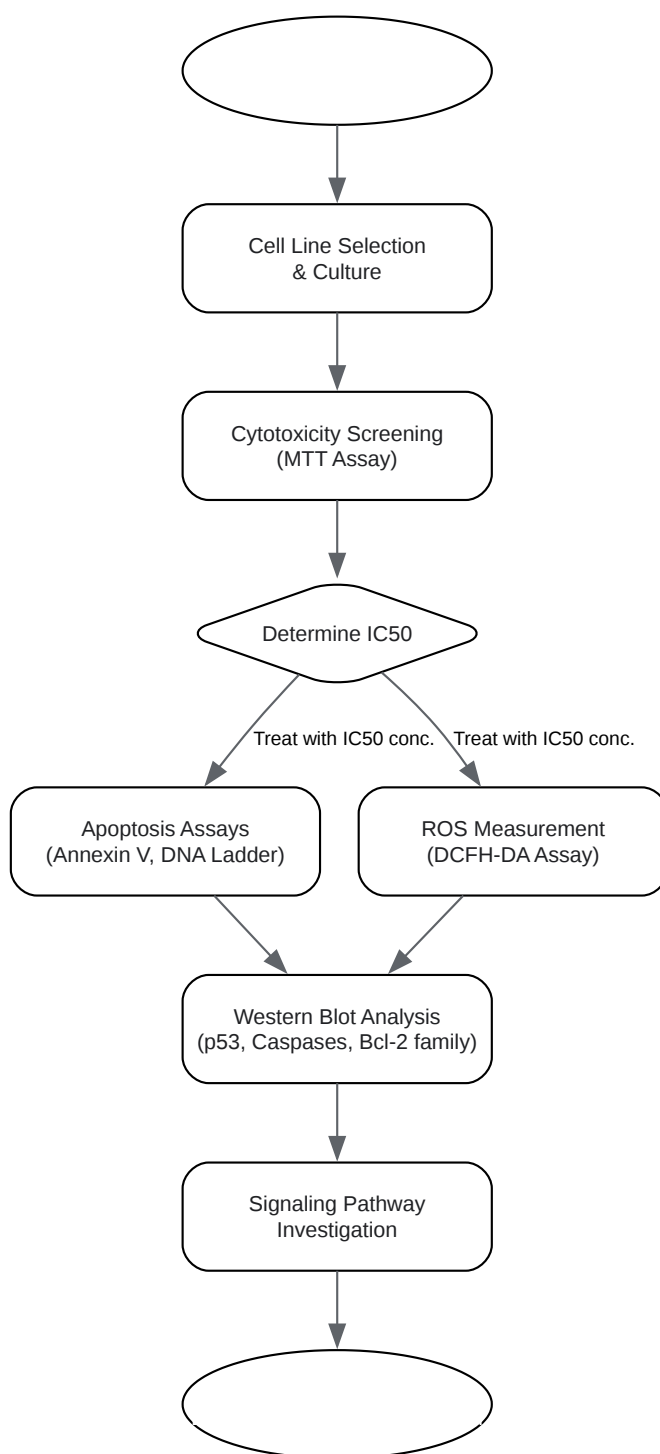 Cell Line Selection
& Culture
Cytotoxicity Screening
(MTT Assay)
Determine IC50
Treat with IC50 conc.
Treat with IC50 conc.
Apoptosis Assays
(Annexin V, DNA Ladder)
ROS Measurement
(DCFH-DA Assay)
Western Blot Analysis
(p53, Caspases, Bcl-2 family)
Signaling Pathway
Investigation